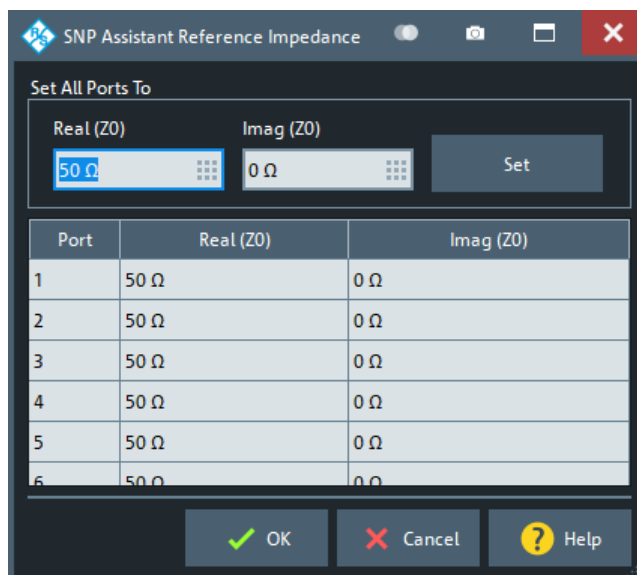 SNP Assistant Reference Impedance
Set All Ports To
Real (Z0) Imag (Z0)
50 Ω 0 Ω Set
Port Real (Z0) Imag (Z0)
1 50 Ω 0 Ω
2 50 Ω 0 Ω
3 50 Ω 0 Ω
4 50 Ω 0 Ω
5 50 Ω 0 Ω
6 50 Ω 0 Ω
OK Cancel ? Help